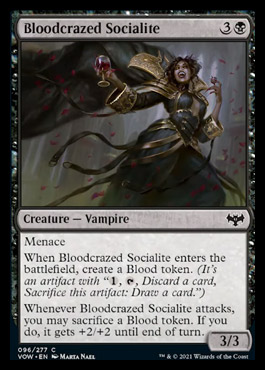 Bloodcrazed Socialite 3
Creature — Vampire
Menace
When Bloodcrazed Socialite enters the
battlefield, create a Blood token. (It's
an artifact with “1, , Discard a card,
Sacrifice this artifact: Draw a card.”)
Whenever Bloodcrazed Socialite attacks,
you may sacrifice a Blood token. If you
do, it gets +2/+2 until end of turn.
3/3
096/277 C
VOW • EN Marta Nael
™ & © 2021 Wizards of the Coast